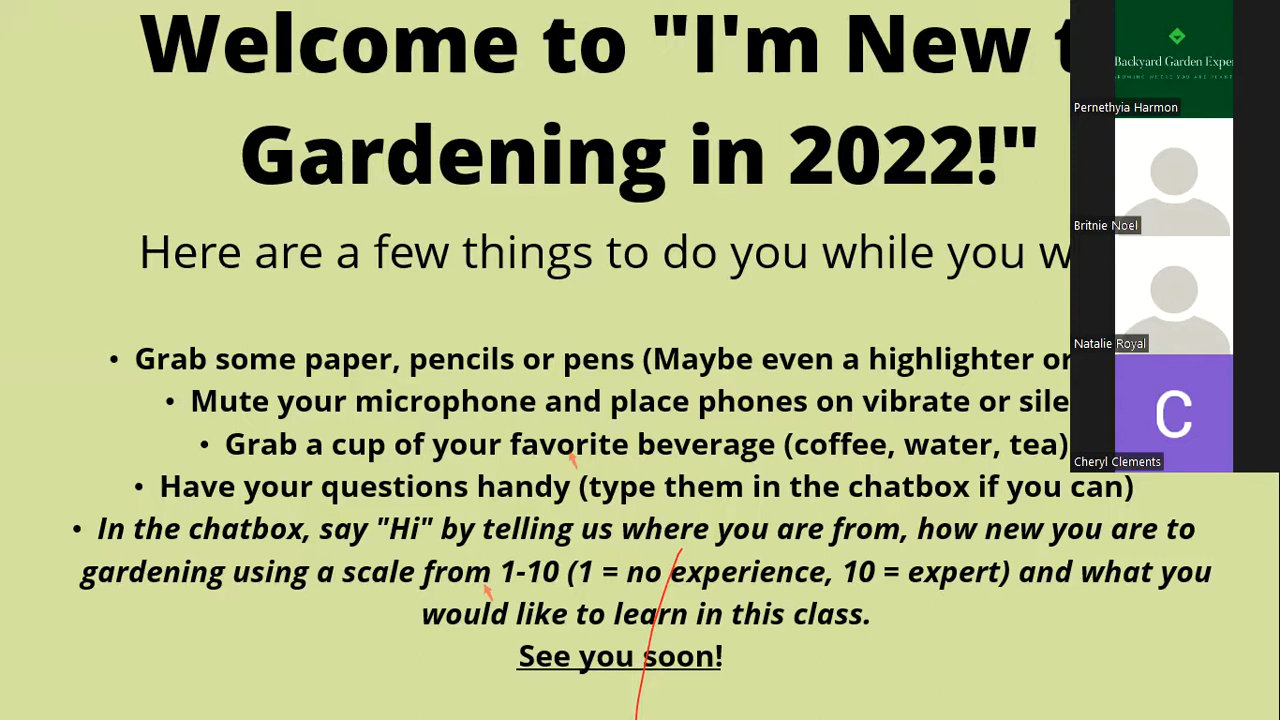 Welcome to "I'm New t
Gardening in 2022!"
Here are a few things to do you while you w
• Grab some paper, pencils or pens (Maybe even a highlighter or
• Mute your microphone and place phones on vibrate or sile
• Grab a cup of your favorite beverage (coffee, water, tea)
• Have your questions handy (type them in the chatbox if you can)
• In the chatbox, say "Hi" by telling us where you are from, how new you are to
gardening using a scale from 1-10 (1 = no experience, 10 = expert) and what you
would like to learn in this class.
See you soon!
Backyard Garden Exper
Pernethyia Harmon
Britnie Noel
Natalie Royal
C
Cheryl Clements